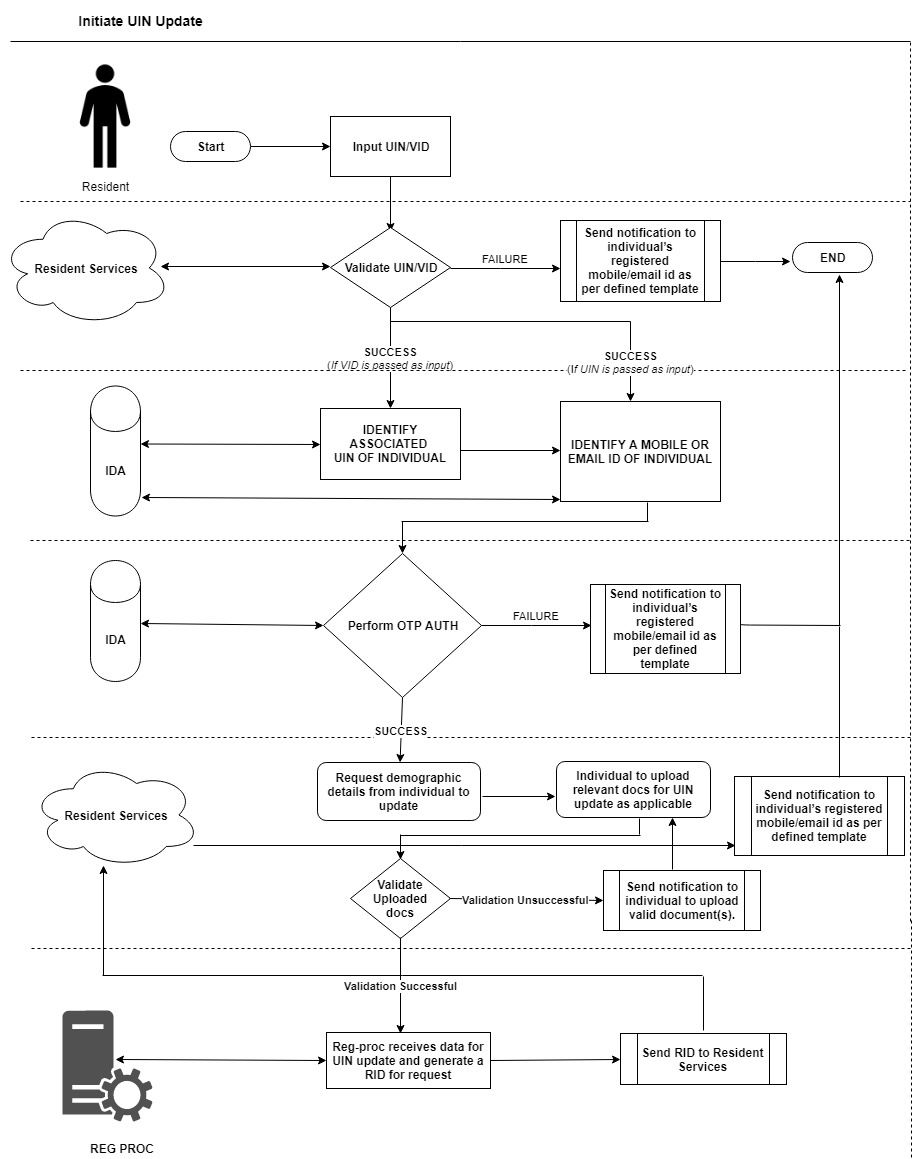 Initiate UIN Update
Start
Input UIN/VID
Resident
Resident Services
Validate UIN/VID
FAILURE
Send notification to
individual's
registered
mobile/email id as
per defined template
END
SUCCESS
(If VID is passed as input)
SUCCESS
(If UIN is passed as input)
IDA
IDENTIFY
ASSOCIATED
UIN OF INDIVIDUAL
IDENTIFY A MOBILE OR
EMAIL ID OF INDIVIDUAL
IDA
Perform OTP AUTH
FAILURE
Send notification to
individual's
registered
mobile/email id as
per defined
template
SUCCESS
Resident Services
Request demographic
details from individual to
update
Individual to upload
relevant docs for UIN
update as applicable
Send notification to
individual's registered
mobile/email id as per
defined template
Validate
Uploaded
docs
Validation Unsuccessful
Send notification to
individual to upload
valid document(s).
Validation Successful
Reg-proc receives data for
UIN update and generate a
RID for request
Send RID to Resident
Services
REG PROC